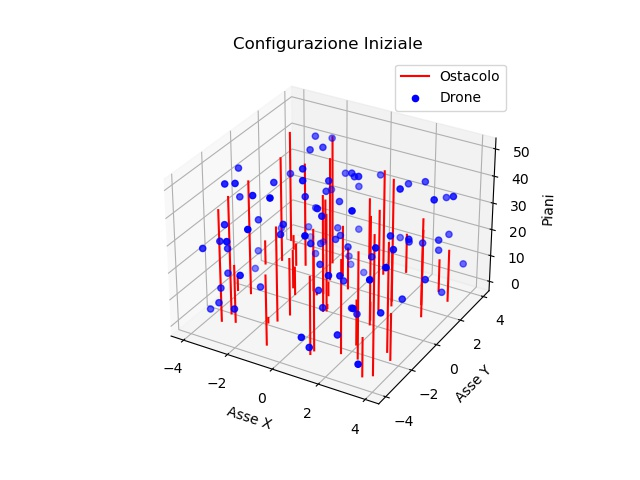 Configurazione Iniziale
Ostacolo
Drone
50
40
30
20
10
0
Piani
4
2
0
−2
−4
Asse Y
−4
−2
0
2
4
Asse X